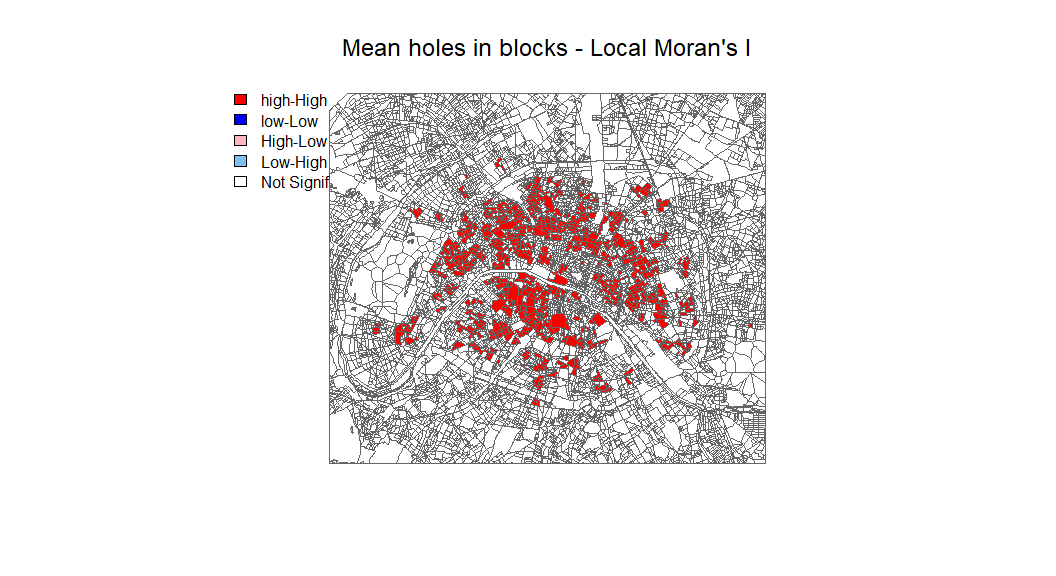 Mean holes in blocks - Local Moran's I
high-High
low-Low
High-Low
Low-High
Not Signif